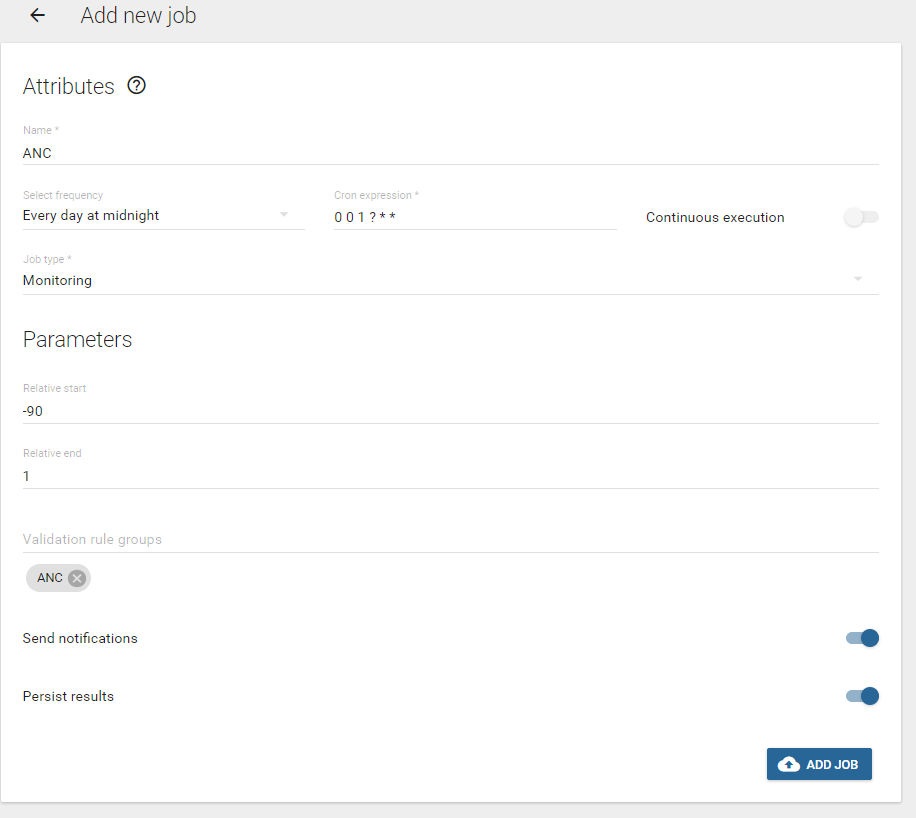 Add new job
Attributes
Name *
ANC
Select frequency
Every day at midnight
Cron expression *
0 0 1 ? * *
Continuous execution
Job type *
Monitoring
Parameters
Relative start
-90
Relative end
1
Validation rule groups
ANC
Send notifications
Persist results
ADD JOB